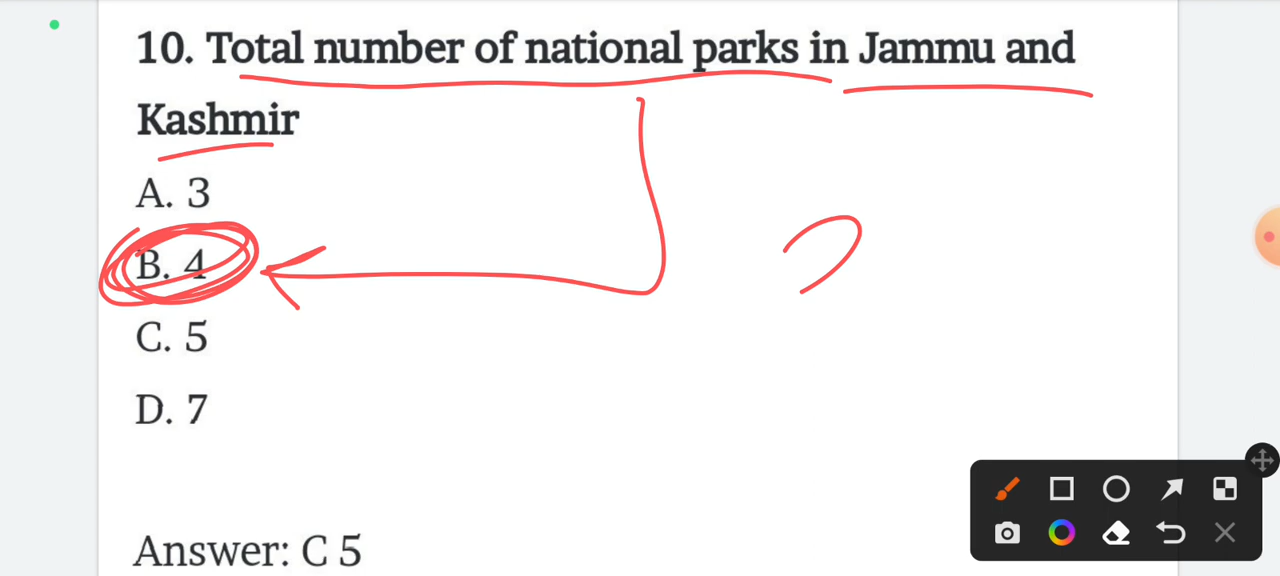 10. Total number of national parks in Jammu and
Kashmir
A. 3
B. 4
C. 5
D. 7
Answer: C 5